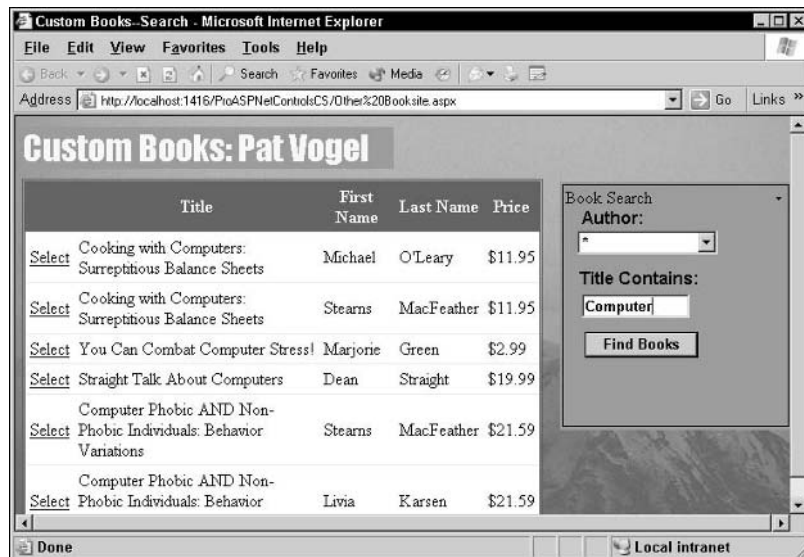 Custom Books--Search - Microsoft Internet Explorer
File Edit View Favorites Tools Help
Back Search Favorites Media
Address http://localhost:1416/ProASPNetControlsCS/Other%20Booksite.aspx Go Links »
Custom Books: Pat Vogel
Title First Name Last Name Price
Select Cooking with Computers: Surreptitious Balance Sheets Michael O'Leary $11.95
Select Cooking with Computers: Surreptitious Balance Sheets Stearns MacFeather $11.95
Select You Can Combat Computer Stress! Marjorie Green $2.99
Select Straight Talk About Computers Dean Straight $19.99
Select Computer Phobic AND Non-Phobic Individuals: Behavior Variations Stearns MacFeather $21.59
Select Computer Phobic AND Non-Phobic Individuals: Behavior Livia Karsen $21.59
Book Search
Author:
*
Title Contains:
Computer
Find Books
Done Local intranet